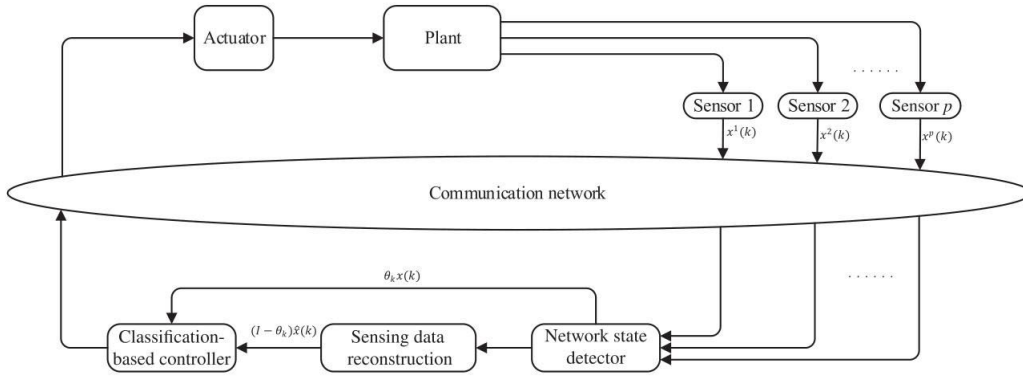 Actuator
Plant
. . . . . .
Sensor 1
Sensor 2
Sensor p
x¹(k)
x²(k)
xᵖ(k)
Communication network
. . . . . .
θₖx(k)
(I − θₖ)x̂(k)
Classification-
based controller
Sensing data
reconstruction
Network state
detector